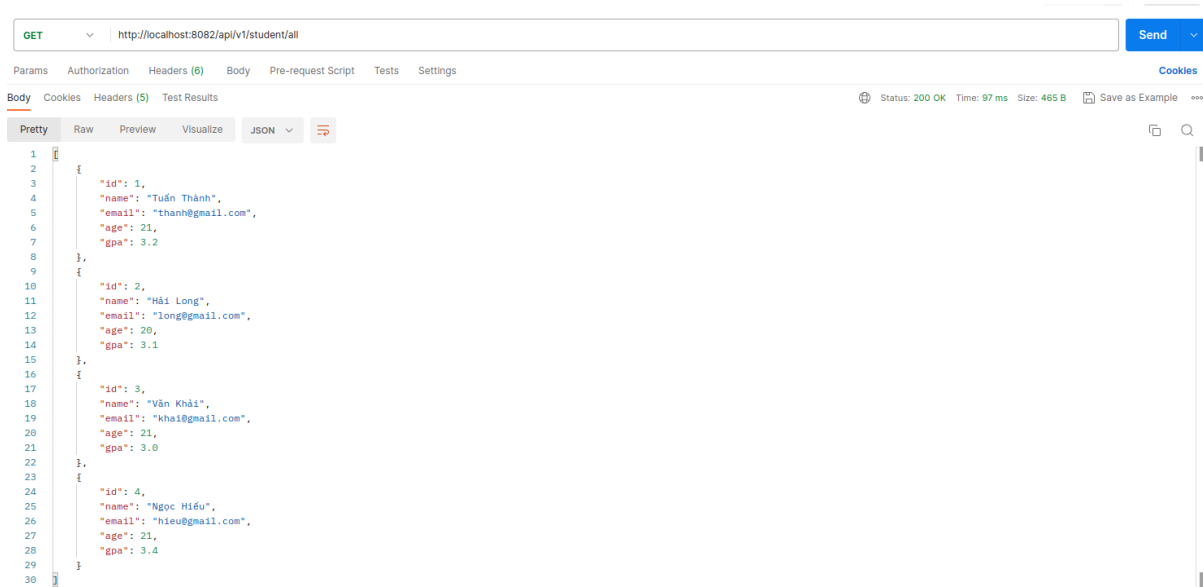 GET http://localhost:8082/api/v1/student/all Send
Params Authorization Headers (6) Body Pre-request Script Tests Settings Cookies
Body Cookies Headers (5) Test Results Status: 200 OK Time: 97 ms Size: 465 B Save as Example
Pretty Raw Preview Visualize JSON
1 [
2 {
3 "id": 1,
4 "name": "Tuấn Thành",
5 "email": "thanh@gmail.com",
6 "age": 21,
7 "gpa": 3.2
8 },
9 {
10 "id": 2,
11 "name": "Hải Long",
12 "email": "long@gmail.com",
13 "age": 20,
14 "gpa": 3.1
15 },
16 {
17 "id": 3,
18 "name": "Văn Khải",
19 "email": "khai@gmail.com",
20 "age": 21,
21 "gpa": 3.0
22 },
23 {
24 "id": 4,
25 "name": "Ngọc Hiếu",
26 "email": "hieu@gmail.com",
27 "age": 21,
28 "gpa": 3.4
29 }
30 ]